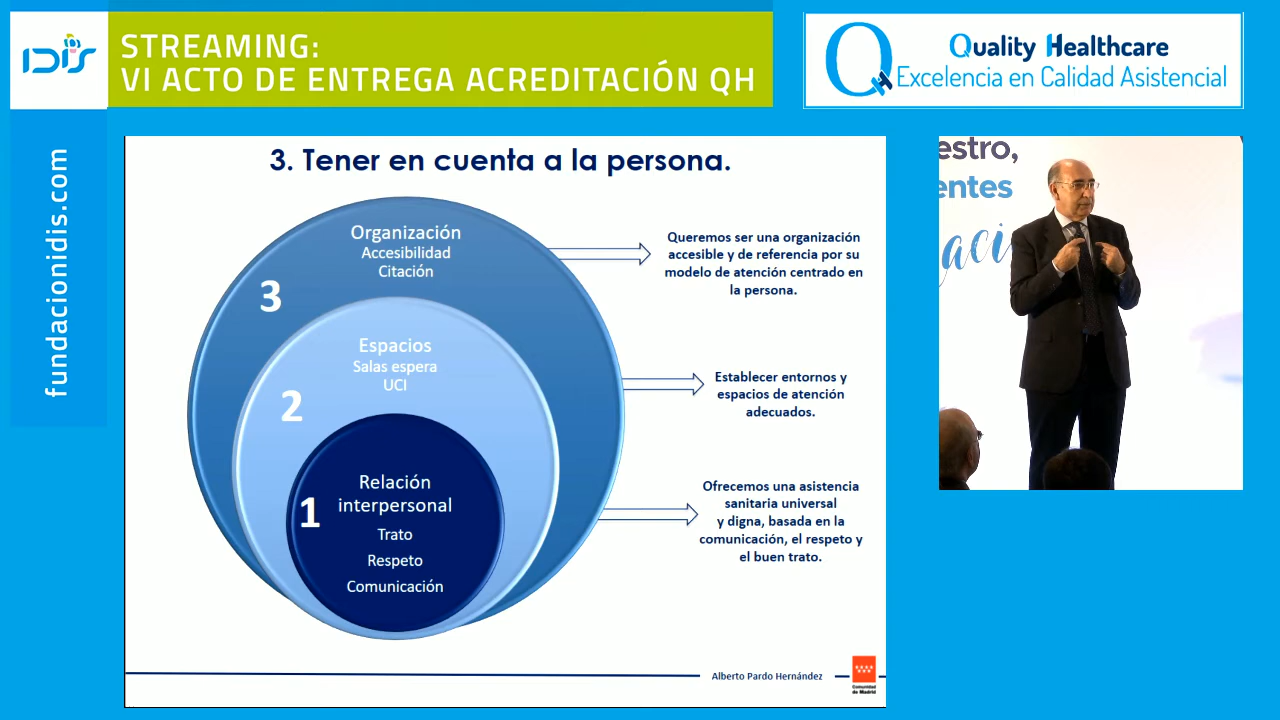 IDIS
STREAMING:
VI ACTO DE ENTREGA ACREDITACIÓN QH
Quality Healthcare
Excelencia en Calidad Asistencial
fundacionidis.com
3. Tener en cuenta a la persona.
Organización
Accesibilidad
Citación
3
Queremos ser una organización
accesible y de referencia por su
modelo de atención centrado en
la persona.
Espacios
Salas espera
UCI
2
Establecer entornos y
espacios de atención
adecuados.
Relación
interpersonal
1
Trato
Respeto
Comunicación
Ofrecemos una asistencia
sanitaria universal
y digna, basada en la
comunicación, el respeto y
el buen trato.
Alberto Pardo Hernández
Comunidad
de Madrid
estro,
entes
aci